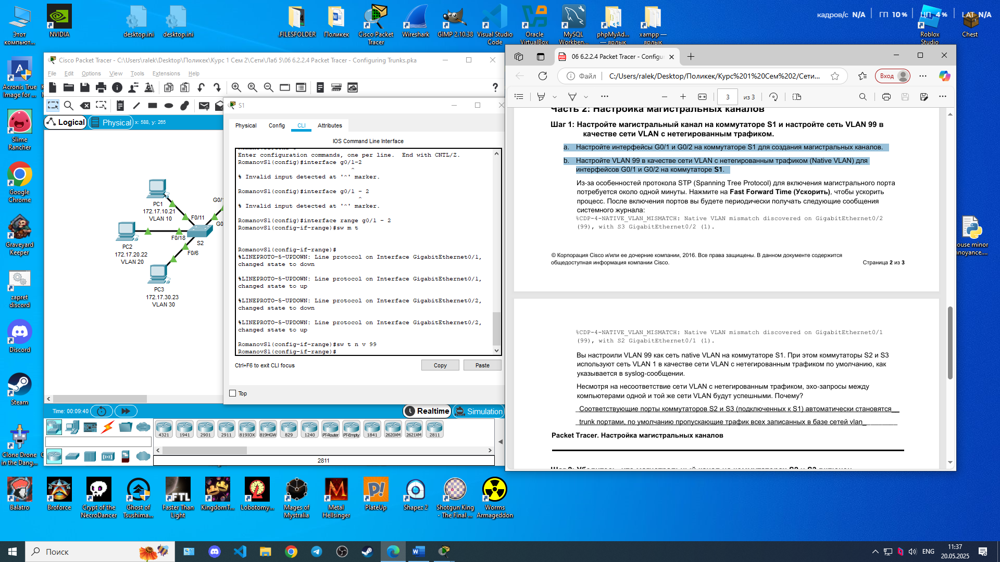 Этот компьют...
NVIDIA
desktop.ini
desktop.ini
.FILESFOLDER
Поликек
Cisco Packet Tracer
Wireshark
GIMP 2.10.38
Visual Studio Code
Oracle VirtualBox
MySQL Workben...
phpMyAd... — ярлык
xampp — ярлык
кадров/с N/A
ГП 10 %
ЦП 4 %
LAT N/A
Roblox Studio
Chest
Acronis True Image for ...
Slime Rancher
Google Chrome
Graveyard Keeper
zapret discord
Discord
Steam
Clone Drone in the Dang...
Cisco Packet Tracer - C:\Users\ralek\Desktop\Поликек\Курс 1 Сем 2\Сети\Лаб 5\06 6.2.2.4 Packet Tracer - Configuring Trunks.pka
File Edit Options View Tools Extensions Help
Logical
Physical
x: 588, y: 265
PC1
172.17.10.21
VLAN 10
F0/11
PC2
172.17.20.22
VLAN 20
F0/18
S2
F0/6
PC3
172.17.30.23
VLAN 30
S1
Physical Config CLI Attributes
IOS Command Line Interface
Enter configuration commands, one per line. End with CNTL/Z.
RomanovS1(config)#interface g0/1-2
^
% Invalid input detected at '^' marker.
RomanovS1(config)#interface g0/1 - 2
^
% Invalid input detected at '^' marker.
RomanovS1(config)#interface range g0/1 - 2
RomanovS1(config-if-range)#sw m t
RomanovS1(config-if-range)#
%LINEPROTO-5-UPDOWN: Line protocol on Interface GigabitEthernet0/1,
changed state to down
%LINEPROTO-5-UPDOWN: Line protocol on Interface GigabitEthernet0/1,
changed state to up
%LINEPROTO-5-UPDOWN: Line protocol on Interface GigabitEthernet0/2,
changed state to down
%LINEPROTO-5-UPDOWN: Line protocol on Interface GigabitEthernet0/2,
changed state to up
RomanovS1(config-if-range)#sw t n v 99
RomanovS1(config-if-range)#
Ctrl+F6 to exit CLI focus
Copy
Paste
Top
Time: 00:09:40
Realtime
Simulation
4321 1941 2901 2911 819IOX 819HGW 829 1240 PT-Router PT-Empty 1841 2620XM 2621XM 2811
2811
06 6.2.2.4 Packet Tracer - Configu
Файл
C:/Users/ralek/Desktop/Поликек/Курс%201%20Сем%202/Сети...
Вход
3 из 3
Часть 2: Настройка магистральных каналов
Шаг 1: Настройте магистральный канал на коммутаторе S1 и настройте сеть VLAN 99 в
качестве сети VLAN с нетегированным трафиком.
a. Настройте интерфейсы G0/1 и G0/2 на коммутаторе S1 для создания магистральных каналов.
b. Настройте VLAN 99 в качестве сети VLAN с нетегированным трафиком (Native VLAN) для
интерфейсов G0/1 и G0/2 на коммутаторе S1.
Из-за особенностей протокола STP (Spanning Tree Protocol) для включения магистрального порта
потребуется около одной минуты. Нажмите на Fast Forward Time (Ускорить), чтобы ускорить
процесс. После включения портов вы будете периодически получать следующие сообщения
системного журнала:
%CDP-4-NATIVE_VLAN_MISMATCH: Native VLAN mismatch discovered on GigabitEthernet0/2
(99), with S3 GigabitEthernet0/2 (1).
© Корпорация Cisco и/или ее дочерние компании, 2016. Все права защищены. В данном документе содержится
общедоступная информация компании Cisco.
Страница 2 из 3
%CDP-4-NATIVE_VLAN_MISMATCH: Native VLAN mismatch discovered on GigabitEthernet0/1
(99), with S2 GigabitEthernet0/1 (1).
Вы настроили VLAN 99 как сеть native VLAN на коммутаторе S1. При этом коммутаторы S2 и S3
используют сеть VLAN 1 в качестве сети VLAN с нетегированным трафиком по умолчанию, как
указывается в syslog-сообщении.
Несмотря на несоответствие сети VLAN с нетегированным трафиком, эхо-запросы между
компьютерами одной и той же сети VLAN будут успешными. Почему?
_Соответствующие порты коммутаторов S2 и S3 (подключенных к S1) автоматически становятся__
_trunk портами, по умолчанию пропускающие трафик всех записанных в базе сетей vlan_________
Packet Tracer. Настройка магистральных каналов
Balatro
Broforce
Crypt of the NecroDancer
Ghost of Tsushima...
Faster Than Light
KingdomT...
Lobotomy...
Mages of Mystralia
Metal Hellsinger
PlateUp
Shapez 2
Shotgun King - The Final ...
Worms Armageddon
Поиск
ENG
11:37
20.05.2025